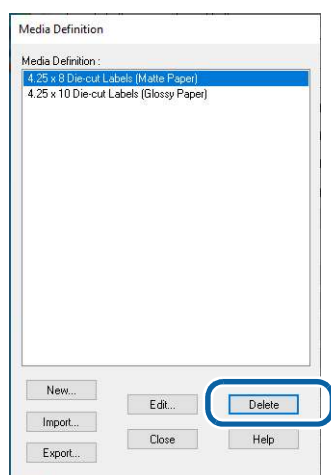 Media Definition
Media Definition :
4.25 x 8 Die-cut Labels (Matte Paper)
4.25 x 10 Die-cut Labels (Glossy Paper)
New...
Edit...
Delete
Import...
Close
Help
Export...